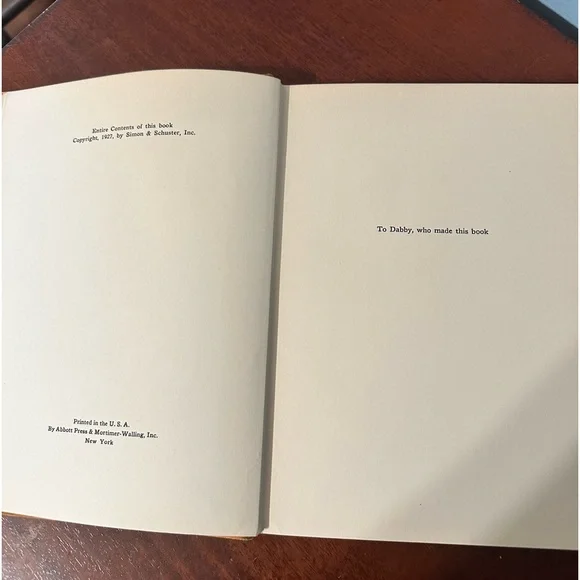 Entire Contents of this book
Copyright, 1927, by Simon & Schuster, Inc.
Printed in the U. S. A.
By Abbott Press & Mortimer-Walling, Inc.
New York
To Dabby, who made this book